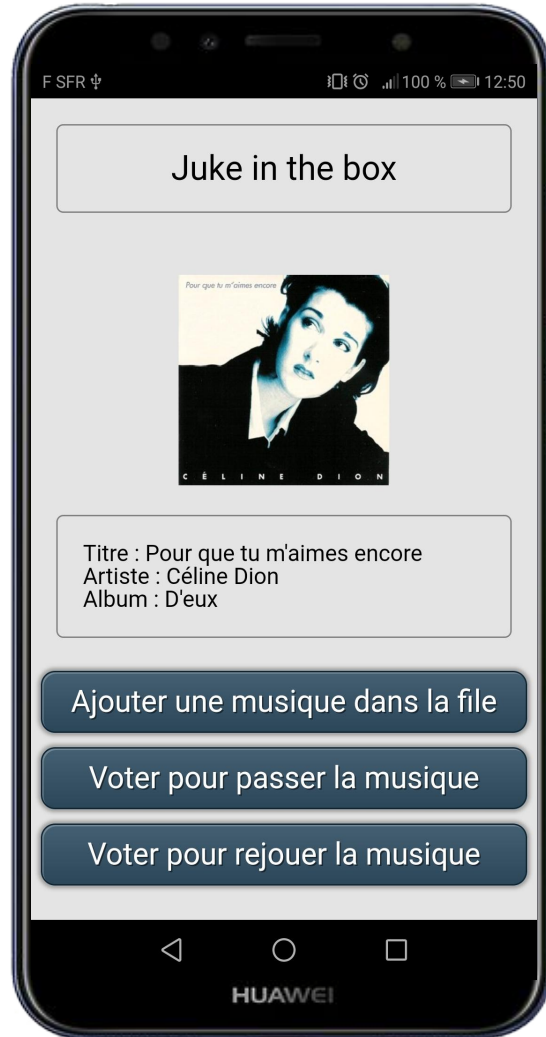 F SFR 100 % 12:50
Juke in the box
Pour que tu m'aimes encore
CÉLINE DION
Titre : Pour que tu m'aimes encore
Artiste : Céline Dion
Album : D'eux
Ajouter une musique dans la file
Voter pour passer la musique
Voter pour rejouer la musique
HUAWEI